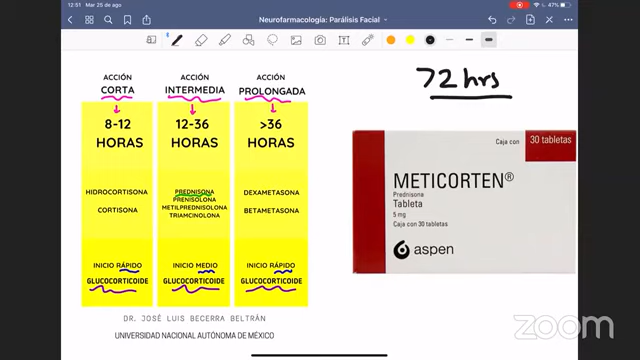 12:51 Mar 25 de ago
47%
Neurofarmacología: Parálisis Facial
ACCIÓN
CORTA
8-12
HORAS
HIDROCORTISONA
CORTISONA
INICIO RÁPIDO
GLUCOCORTICOIDE
ACCIÓN
INTERMEDIA
12-36
HORAS
PREDNISONA
PRENISOLONA
METILPREDNISOLONA
TRIAMCINOLONA
INICIO MEDIO
GLUCOCORTICOIDE
ACCIÓN
PROLONGADA
>36
HORAS
DEXAMETASONA
BETAMETASONA
INICIO RÁPIDO
GLUCOCORTICOIDE
DR. JOSÉ LUIS BECERRA BELTRÁN
UNIVERSIDAD NACIONAL AUTÓNOMA DE MÉXICO
72 hrs
Caja con 30 tabletas
METICORTEN®
Prednisona
Tableta
5 mg
Caja con 30 tabletas
aspen
zoom